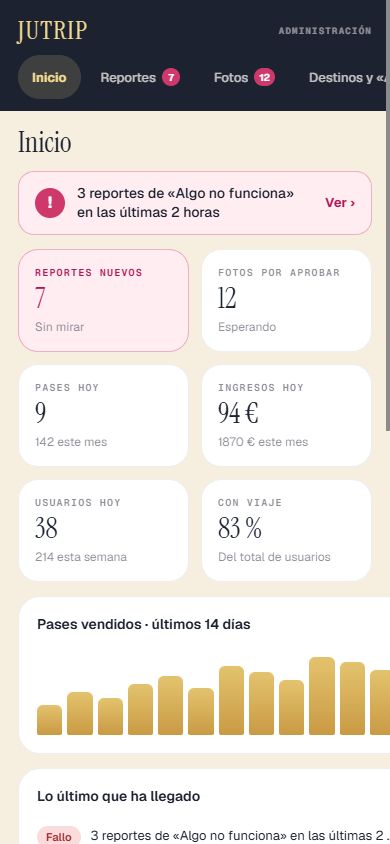 JUTRIP
ADMINISTRACIÓN
Inicio
Reportes 7
Fotos 12
Destinos y «
Inicio
! 3 reportes de «Algo no funciona»
en las últimas 2 horas
Ver ›
REPORTES NUEVOS
7
Sin mirar
FOTOS POR APROBAR
12
Esperando
PASES HOY
9
142 este mes
INGRESOS HOY
94 €
1870 € este mes
USUARIOS HOY
38
214 esta semana
CON VIAJE
83 %
Del total de usuarios
Pases vendidos · últimos 14 días
Lo último que ha llegado
Fallo
3 reportes de «Algo no funciona» en las últimas 2 .